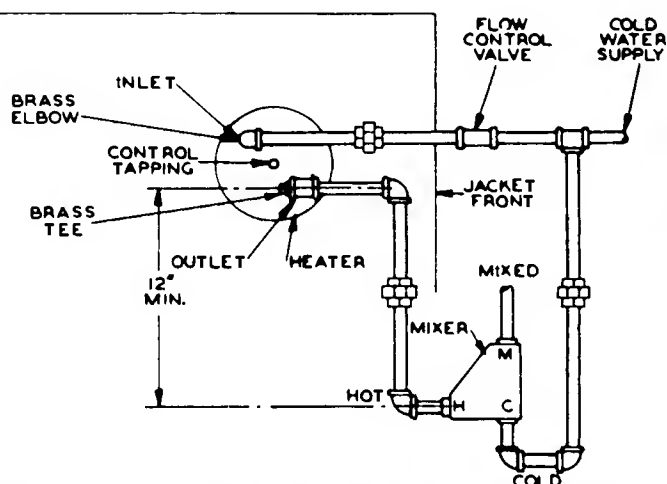 FLOW
CONTROL
VALVE
COLD
WATER
SUPPLY
INLET
BRASS
ELBOW
CONTROL
TAPPING
BRASS
TEE
OUTLET
HEATER
JACKET
FRONT
12"
MIN.
MIXED
MIXER
M
HOT
H
C
COLD